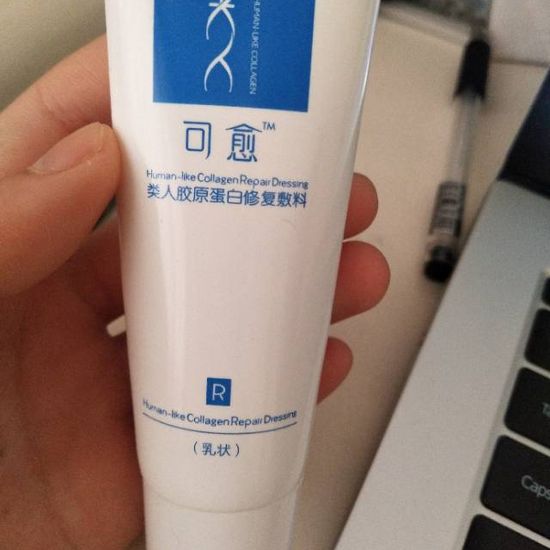 HUMAN-LIKE COLLAGEN
可愈™
Human-like Collagen Repair Dressing
类人胶原蛋白修复敷料
R
Human-like Collagen Repair Dressing
（乳状）
Caps